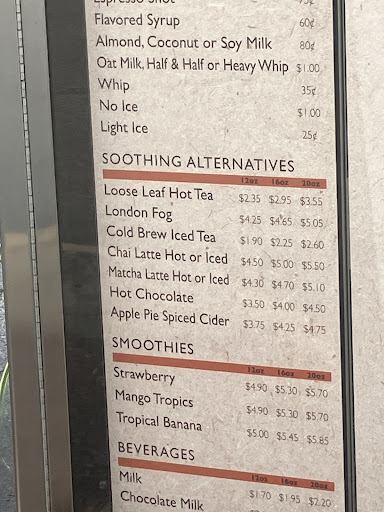 Espresso Shot 75¢
Flavored Syrup 60¢
Almond, Coconut or Soy Milk 80¢
Oat Milk, Half & Half or Heavy Whip $1.00
Whip 35¢
No Ice $1.00
Light Ice 25¢
SOOTHING ALTERNATIVES
12oz 16oz 20oz
Loose Leaf Hot Tea $2.35 $2.95 $3.55
London Fog $4.25 $4.65 $5.05
Cold Brew Iced Tea $1.90 $2.25 $2.60
Chai Latte Hot or Iced $4.50 $5.00 $5.50
Matcha Latte Hot or Iced $4.30 $4.70 $5.10
Hot Chocolate $3.50 $4.00 $4.50
Apple Pie Spiced Cider $3.75 $4.25 $4.75
SMOOTHIES
12oz 16oz 20oz
Strawberry $4.90 $5.30 $5.70
Mango Tropics $4.90 $5.30 $5.70
Tropical Banana $5.00 $5.45 $5.85
BEVERAGES
12oz 16oz 20oz
Milk $1.70 $1.95 $2.20
Chocolate Milk